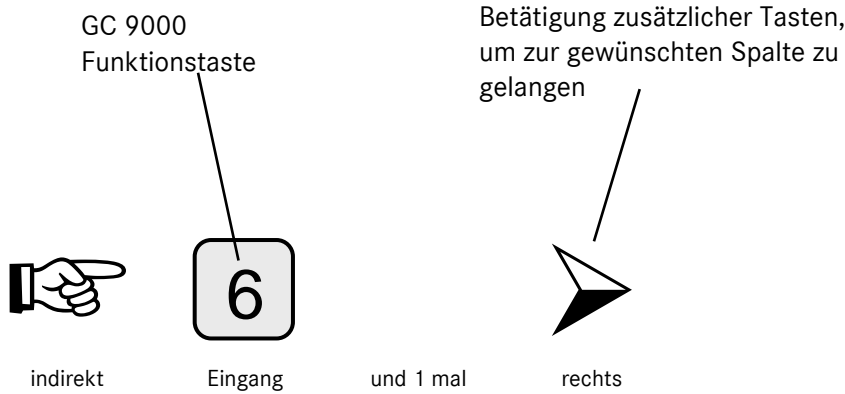 GC 9000
Funktionstaste
Betätigung zusätzlicher Tasten,
um zur gewünschten Spalte zu
gelangen
6
indirekt Eingang und 1 mal rechts